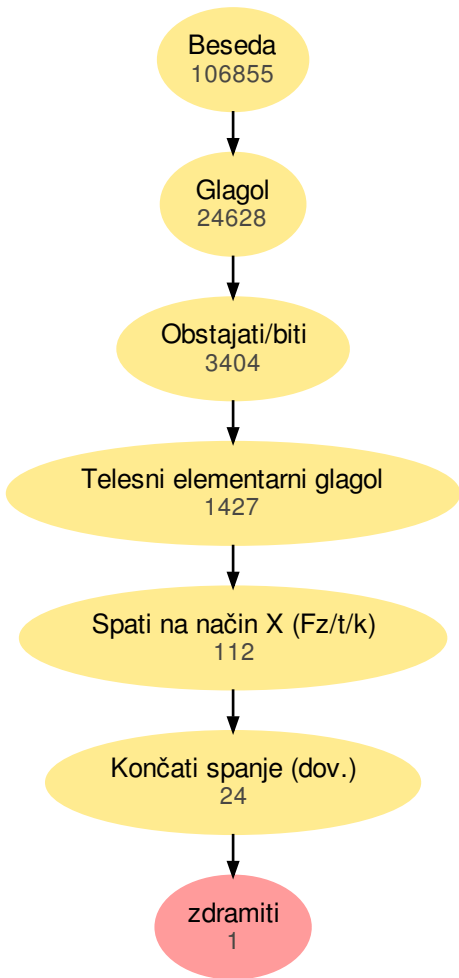 Beseda
106855
Glagol
24628
Obstajati/biti
3404
Telesni elementarni glagol
1427
Spati na način X (Fz/t/k)
112
Končati spanje (dov.)
24
zdramiti
1